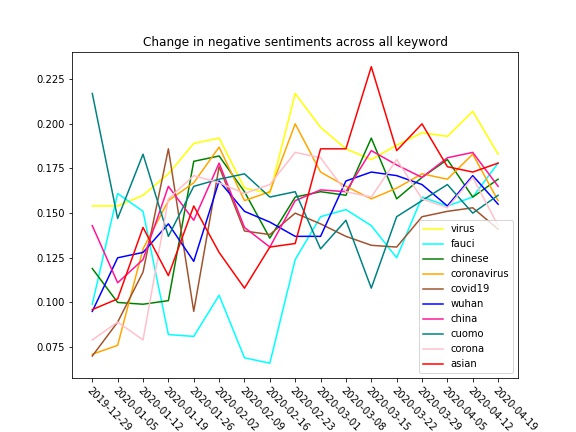 Change in negative sentiments across all keyword
0.225
0.200
0.175
0.150
0.125
0.100
0.075
virus
fauci
chinese
coronavirus
covid19
wuhan
china
cuomo
corona
asian
2019-12-29
2020-01-05
2020-01-12
2020-01-19
2020-01-26
2020-02-02
2020-02-09
2020-02-16
2020-02-23
2020-03-01
2020-03-08
2020-03-15
2020-03-22
2020-03-29
2020-04-05
2020-04-12
2020-04-19